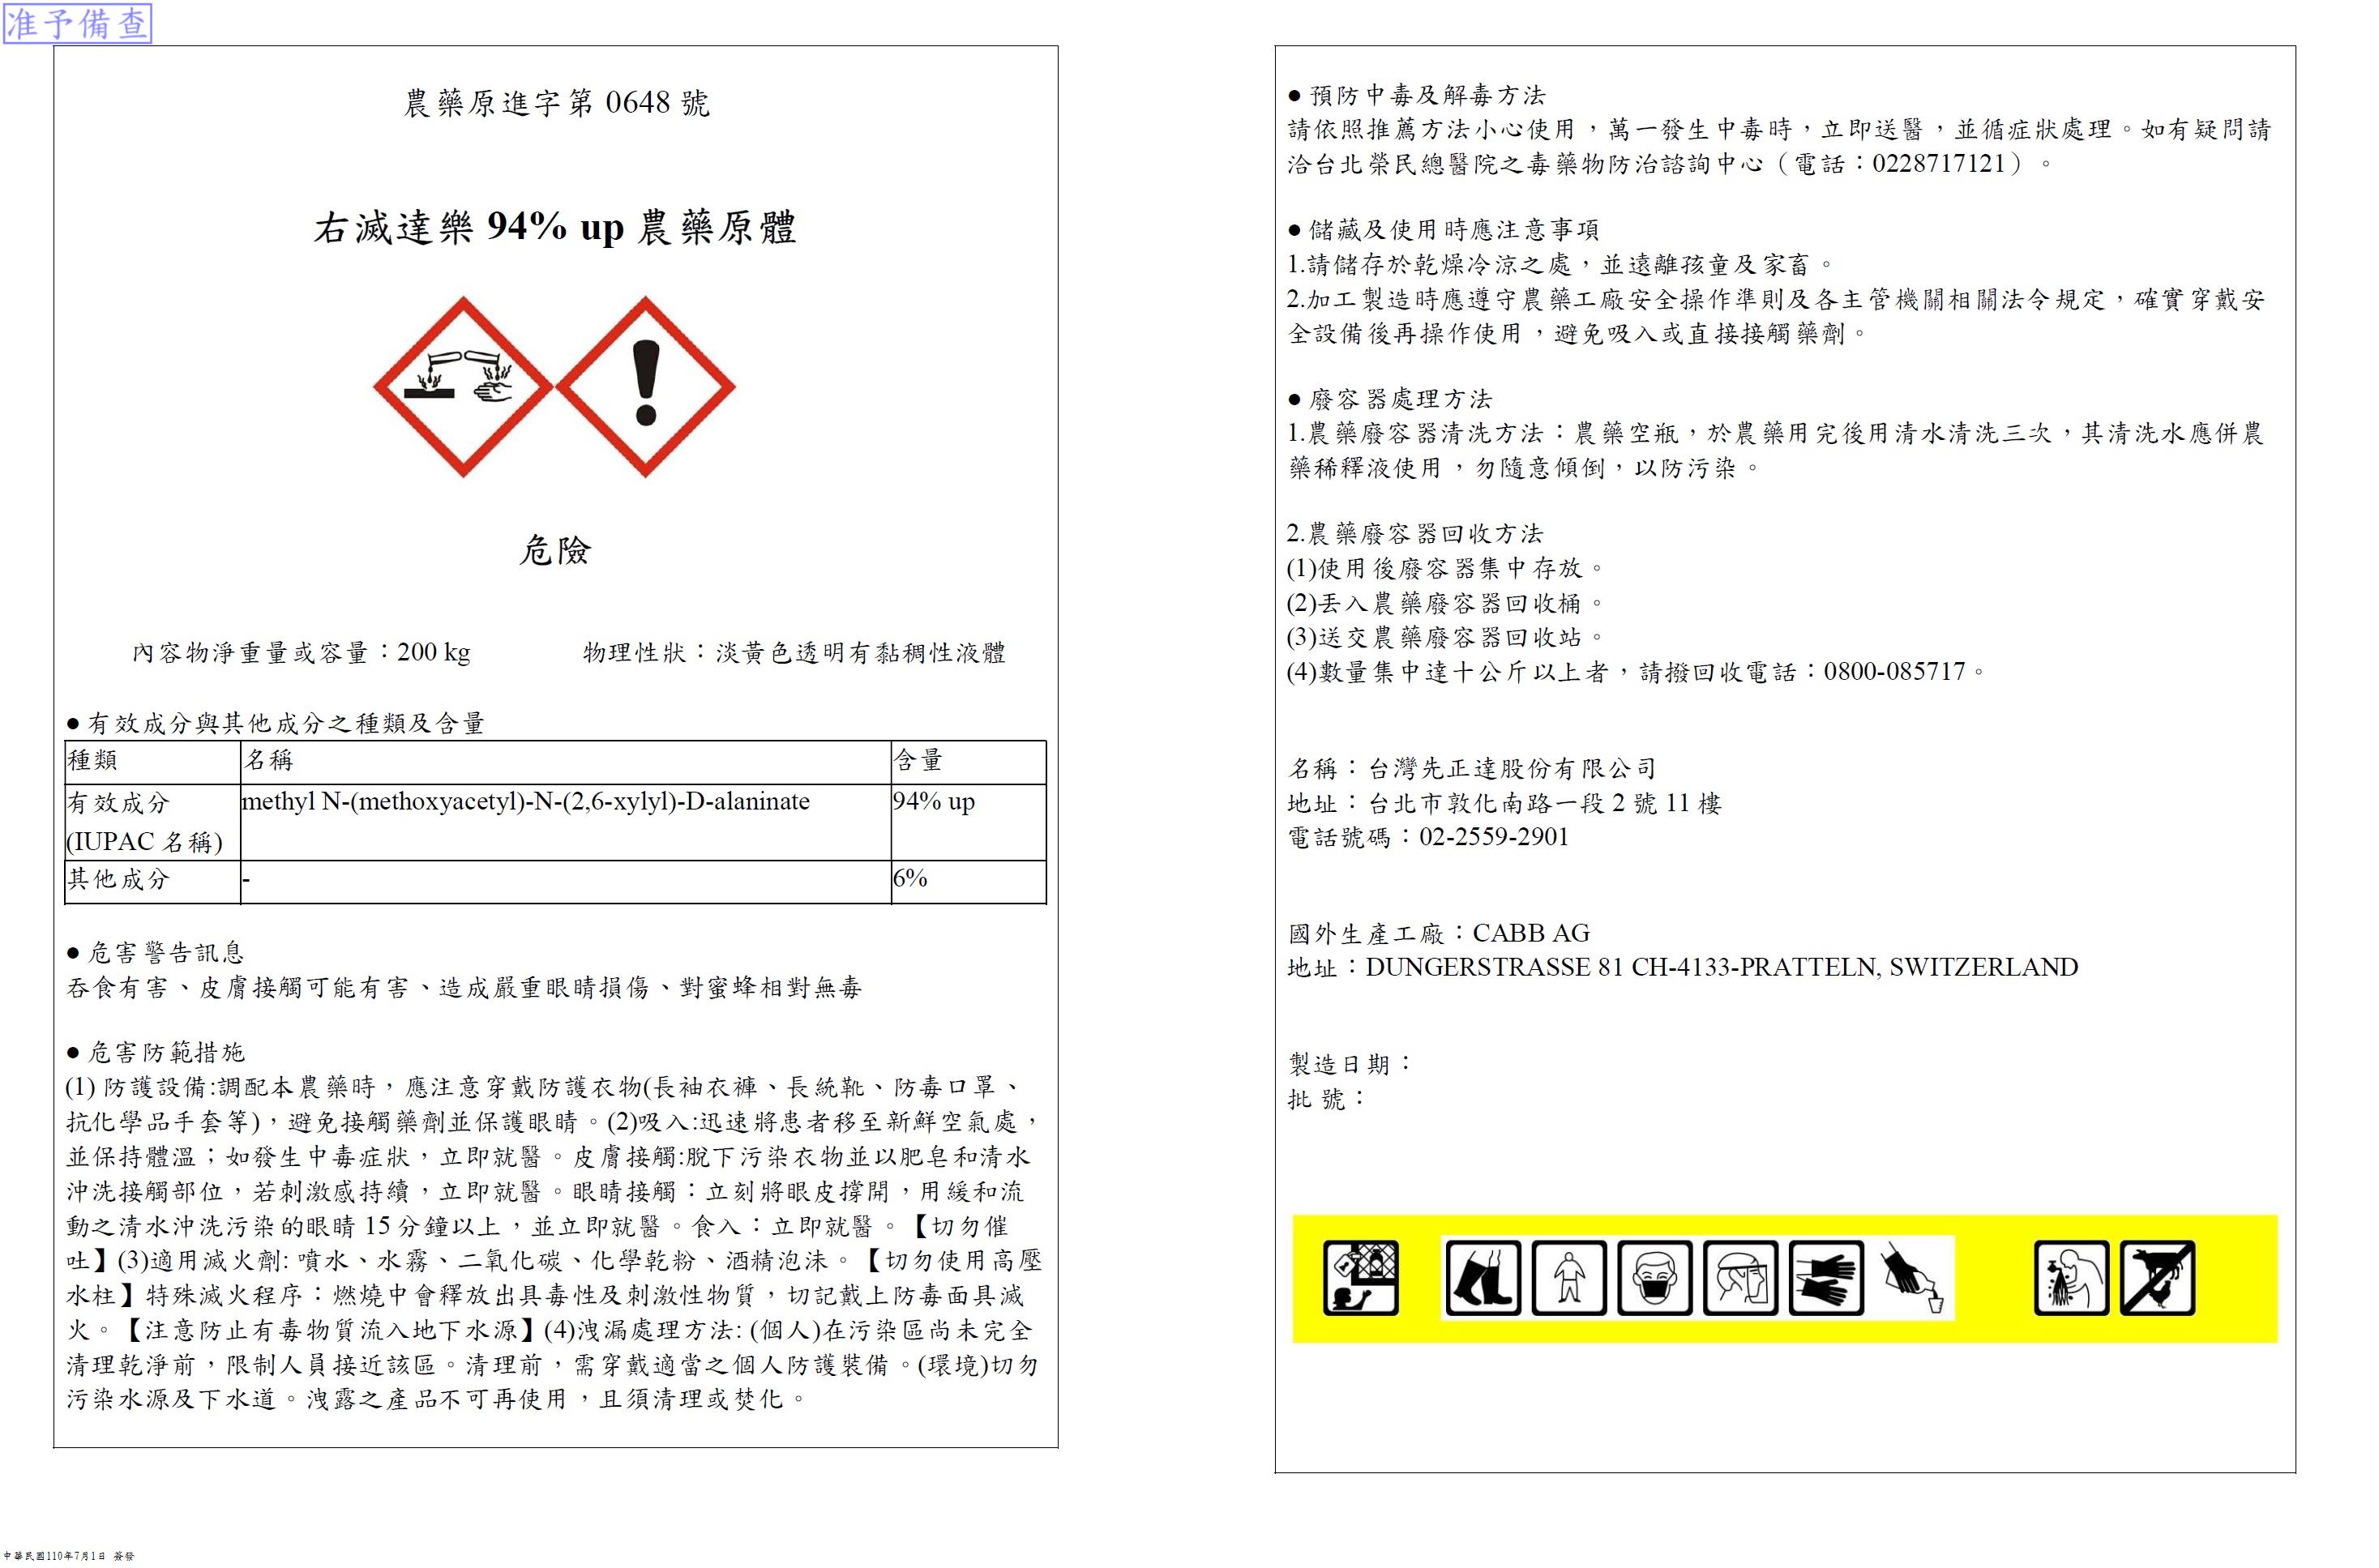 准予備查
農藥原進字第 0648 號
右滅達樂 94% up 農藥原體
危險
內容物淨重量或容量：200 kg 物理性狀：淡黃色透明有黏稠性液體
● 有效成分與其他成分之種類及含量
種類 名稱 含量
有效成分 methyl N-(methoxyacetyl)-N-(2,6-xylyl)-D-alaninate 94% up
(IUPAC 名稱)
其他成分 - 6%
● 危害警告訊息
吞食有害、皮膚接觸可能有害、造成嚴重眼睛損傷、對蜜蜂相對無毒
● 危害防範措施
(1) 防護設備:調配本農藥時，應注意穿戴防護衣物(長袖衣褲、長統靴、防毒口罩、
抗化學品手套等)，避免接觸藥劑並保護眼睛。(2)吸入:迅速將患者移至新鮮空氣處，
並保持體溫；如發生中毒症狀，立即就醫。皮膚接觸:脫下污染衣物並以肥皂和清水
沖洗接觸部位，若刺激感持續，立即就醫。眼睛接觸：立刻將眼皮撐開，用緩和流
動之清水沖洗污染的眼睛 15 分鐘以上，並立即就醫。食入：立即就醫。【切勿催
吐】(3)適用滅火劑: 噴水、水霧、二氧化碳、化學乾粉、酒精泡沫。【切勿使用高壓
水柱】特殊滅火程序：燃燒中會釋放出具毒性及刺激性物質，切記戴上防毒面具滅
火。【注意防止有毒物質流入地下水源】(4)洩漏處理方法: (個人)在污染區尚未完全
清理乾淨前，限制人員接近該區。清理前，需穿戴適當之個人防護裝備。(環境)切勿
污染水源及下水道。洩露之產品不可再使用，且須清理或焚化。
● 預防中毒及解毒方法
請依照推薦方法小心使用，萬一發生中毒時，立即送醫，並循症狀處理。如有疑問請
洽台北榮民總醫院之毒藥物防治諮詢中心（電話：0228717121）。
● 儲藏及使用時應注意事項
1.請儲存於乾燥冷涼之處，並遠離孩童及家畜。
2.加工製造時應遵守農藥工廠安全操作準則及各主管機關相關法令規定，確實穿戴安
全設備後再操作使用，避免吸入或直接接觸藥劑。
● 廢容器處理方法
1.農藥廢容器清洗方法：農藥空瓶，於農藥用完後用清水清洗三次，其清洗水應併農
藥稀釋液使用，勿隨意傾倒，以防污染。
2.農藥廢容器回收方法
(1)使用後廢容器集中存放。
(2)丟入農藥廢容器回收桶。
(3)送交農藥廢容器回收站。
(4)數量集中達十公斤以上者，請撥回收電話：0800-085717。
名稱：台灣先正達股份有限公司
地址：台北市敦化南路一段 2 號 11 樓
電話號碼：02-2559-2901
國外生產工廠：CABB AG
地址：DUNGERSTRASSE 81 CH-4133-PRATTELN, SWITZERLAND
製造日期：
批 號：
中華民國110年7月1日 簽發